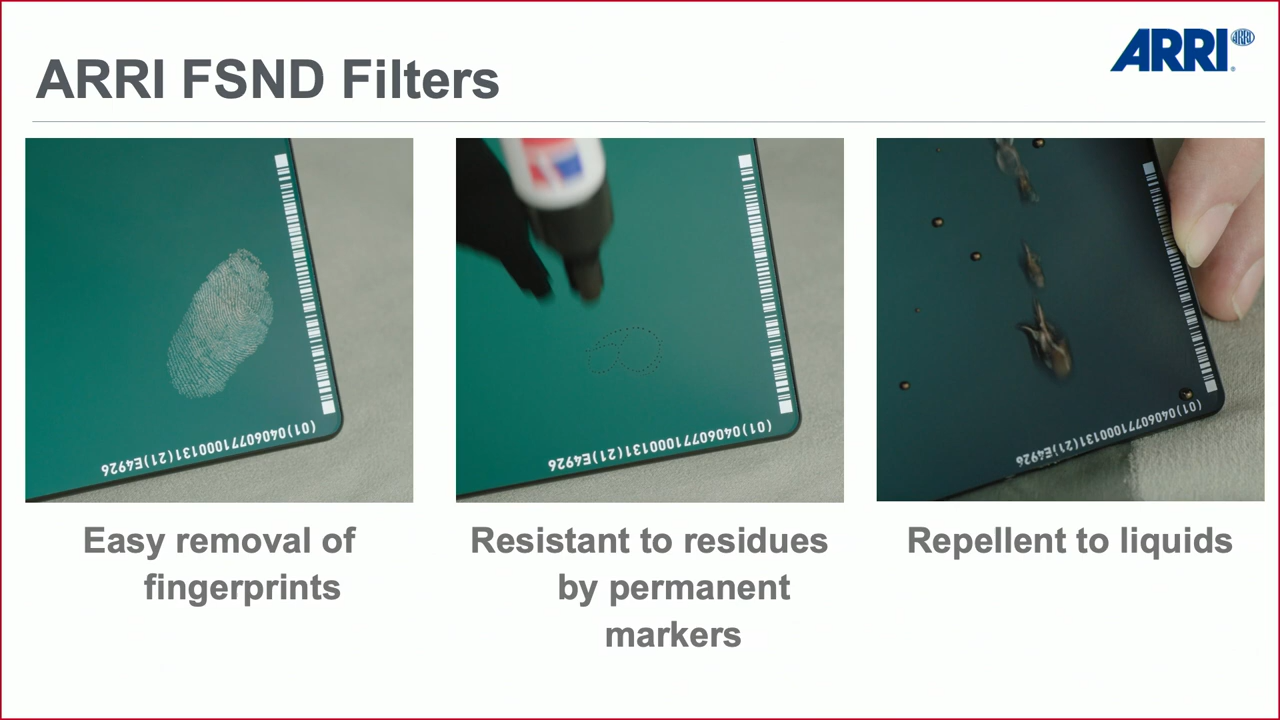 ARRI FSND Filters
ARRI
(01)04060771000131(21)E4926
(01)04060771000131(21)E4926
(01)04060771000131(21)E4926
Easy removal of
fingerprints
Resistant to residues
by permanent
markers
Repellent to liquids